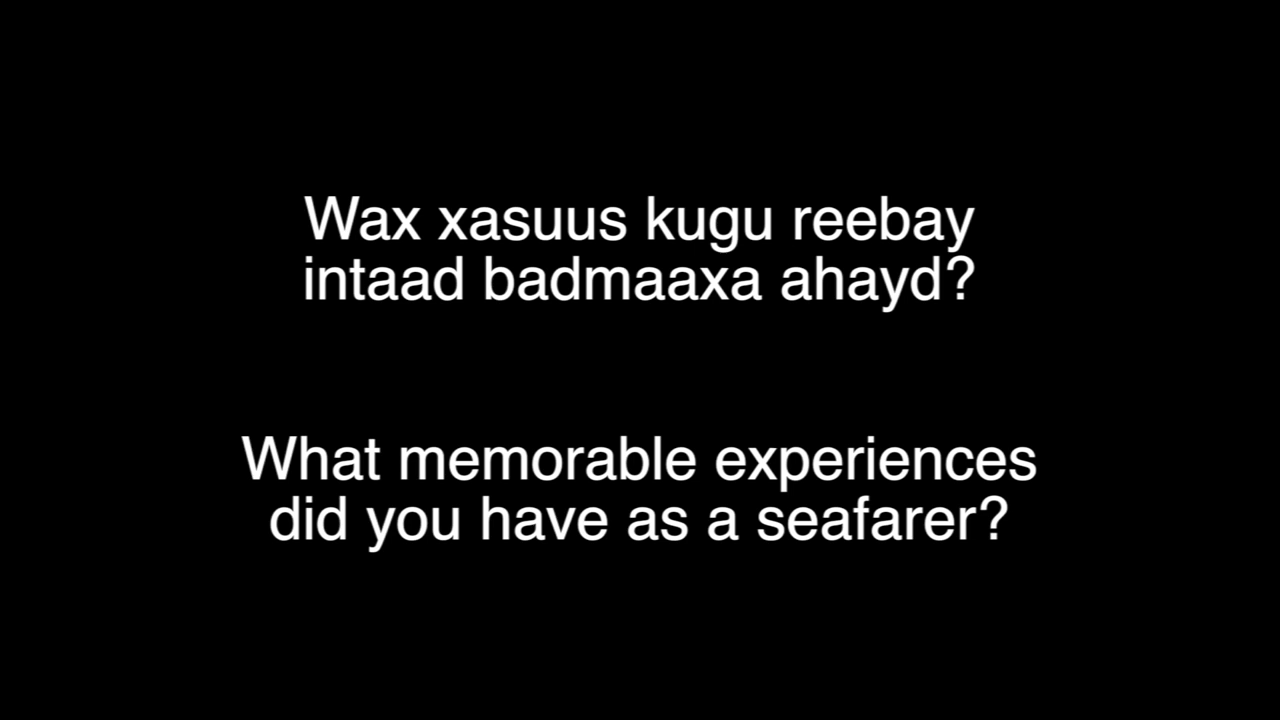 Wax xasuus kugu reebay
intaad badmaaxa ahayd?
What memorable experiences
did you have as a seafarer?